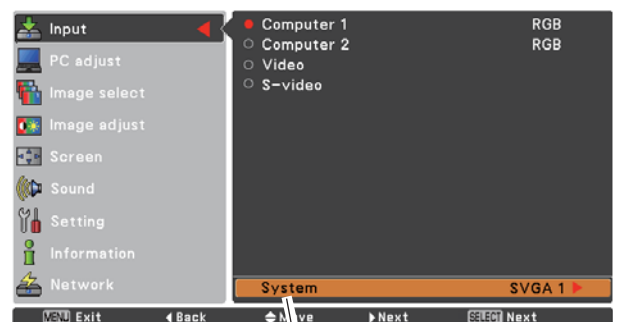 Input
PC adjust
Image select
Image adjust
Screen
Sound
Setting
Information
Network
Computer 1 RGB
Computer 2 RGB
Video
S-video
System SVGA 1
MENU Exit Back Move Next SELECT Next